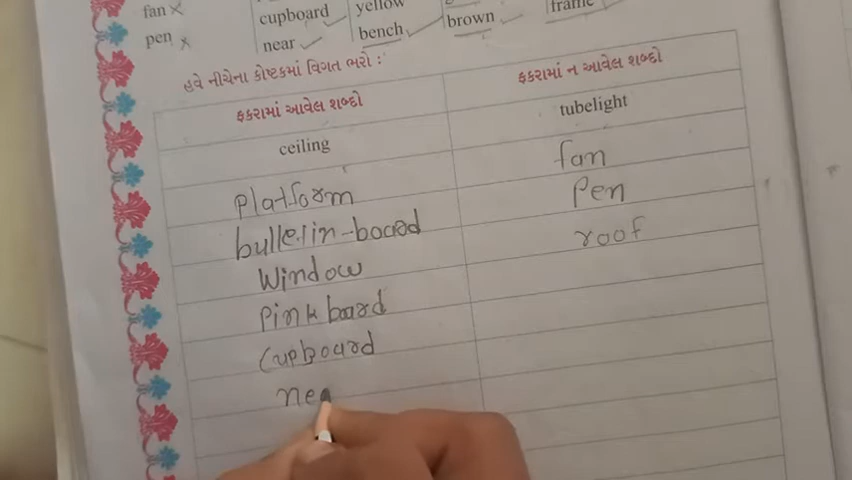 fan yellow frame
cupboard brown
pen bench
near
હવે નીચેના કોષ્ટકમાં વિગત ભરો :
ફકરામાં આવેલ શબ્દો ફકરામાં ન આવેલ શબ્દો
ceiling tubelight
Platform fan
bulletin-board Pen
Window roof
Pink board
Cupboard
nea